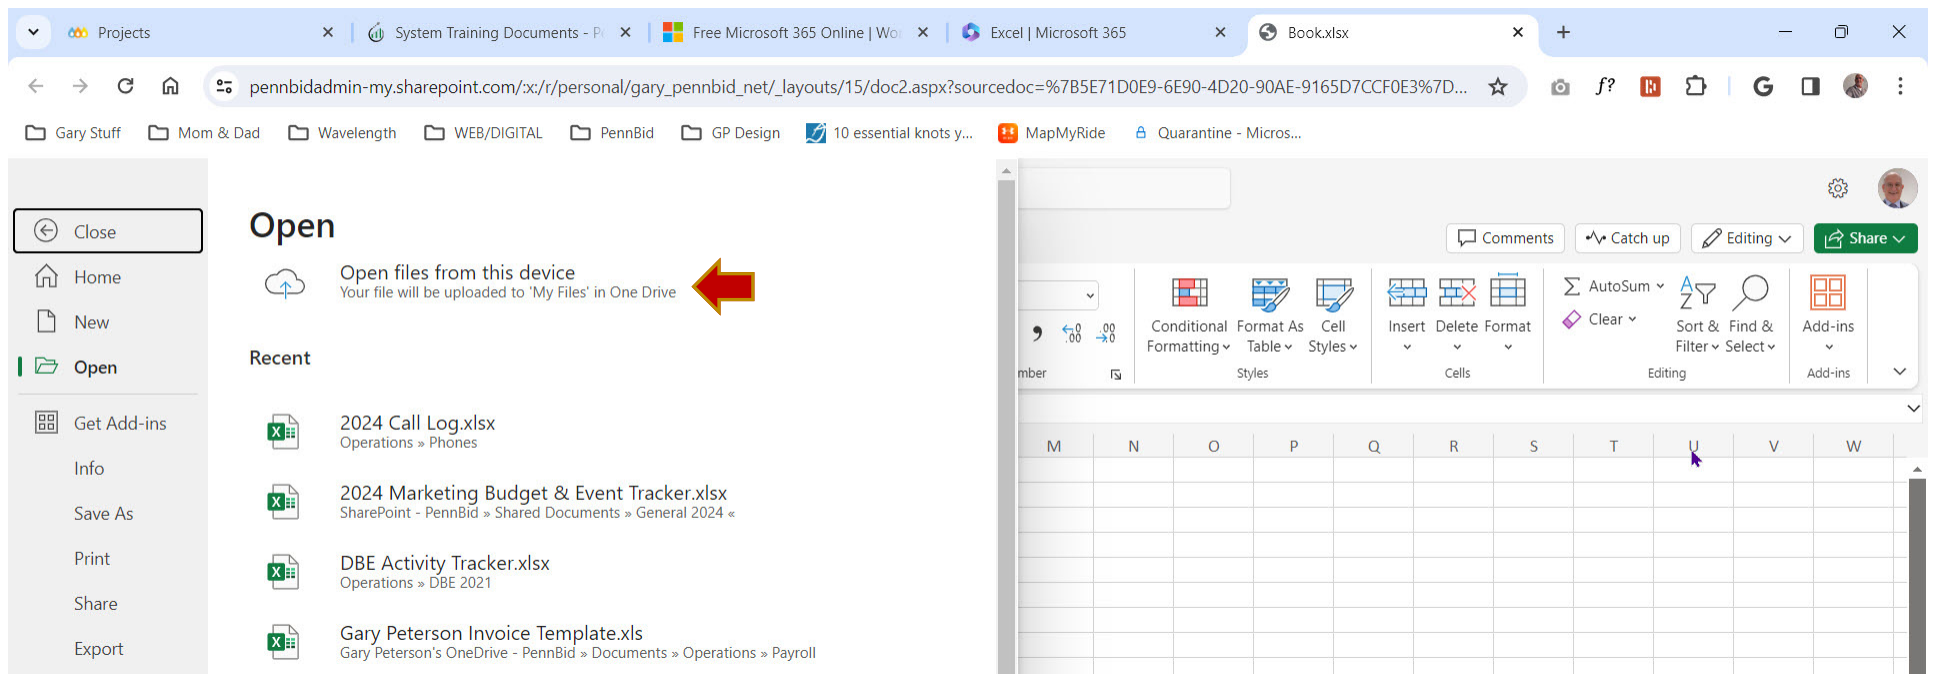 Projects
System Training Documents - P
Free Microsoft 365 Online | Wo
Excel | Microsoft 365
Book.xlsx
pennbidadmin-my.sharepoint.com/:x:/r/personal/gary_pennbid_net/_layouts/15/doc2.aspx?sourcedoc=%7B5E71D0E9-6E90-4D20-90AE-9165D7CCF0E3%7D...
f?
Gary Stuff
Mom & Dad
Wavelength
WEB/DIGITAL
PennBid
GP Design
10 essential knots y...
MapMyRide
Quarantine - Micros...
Close
Home
New
Open
Get Add-ins
Info
Save As
Print
Share
Export
Open
Open files from this device
Your file will be uploaded to 'My Files' in One Drive
Recent
2024 Call Log.xlsx
Operations » Phones
2024 Marketing Budget & Event Tracker.xlsx
SharePoint - PennBid » Shared Documents » General 2024 «
DBE Activity Tracker.xlsx
Operations » DBE 2021
Gary Peterson Invoice Template.xls
Gary Peterson's OneDrive - PennBid » Documents » Operations » Payroll
Comments
Catch up
Editing
Share
Conditional
Formatting
Format As
Table
Cell
Styles
Insert
Delete
Format
AutoSum
Clear
Sort &
Filter
Find &
Select
Add-ins
mber
Styles
Cells
Editing
Add-ins
M N O P Q R S T U V W